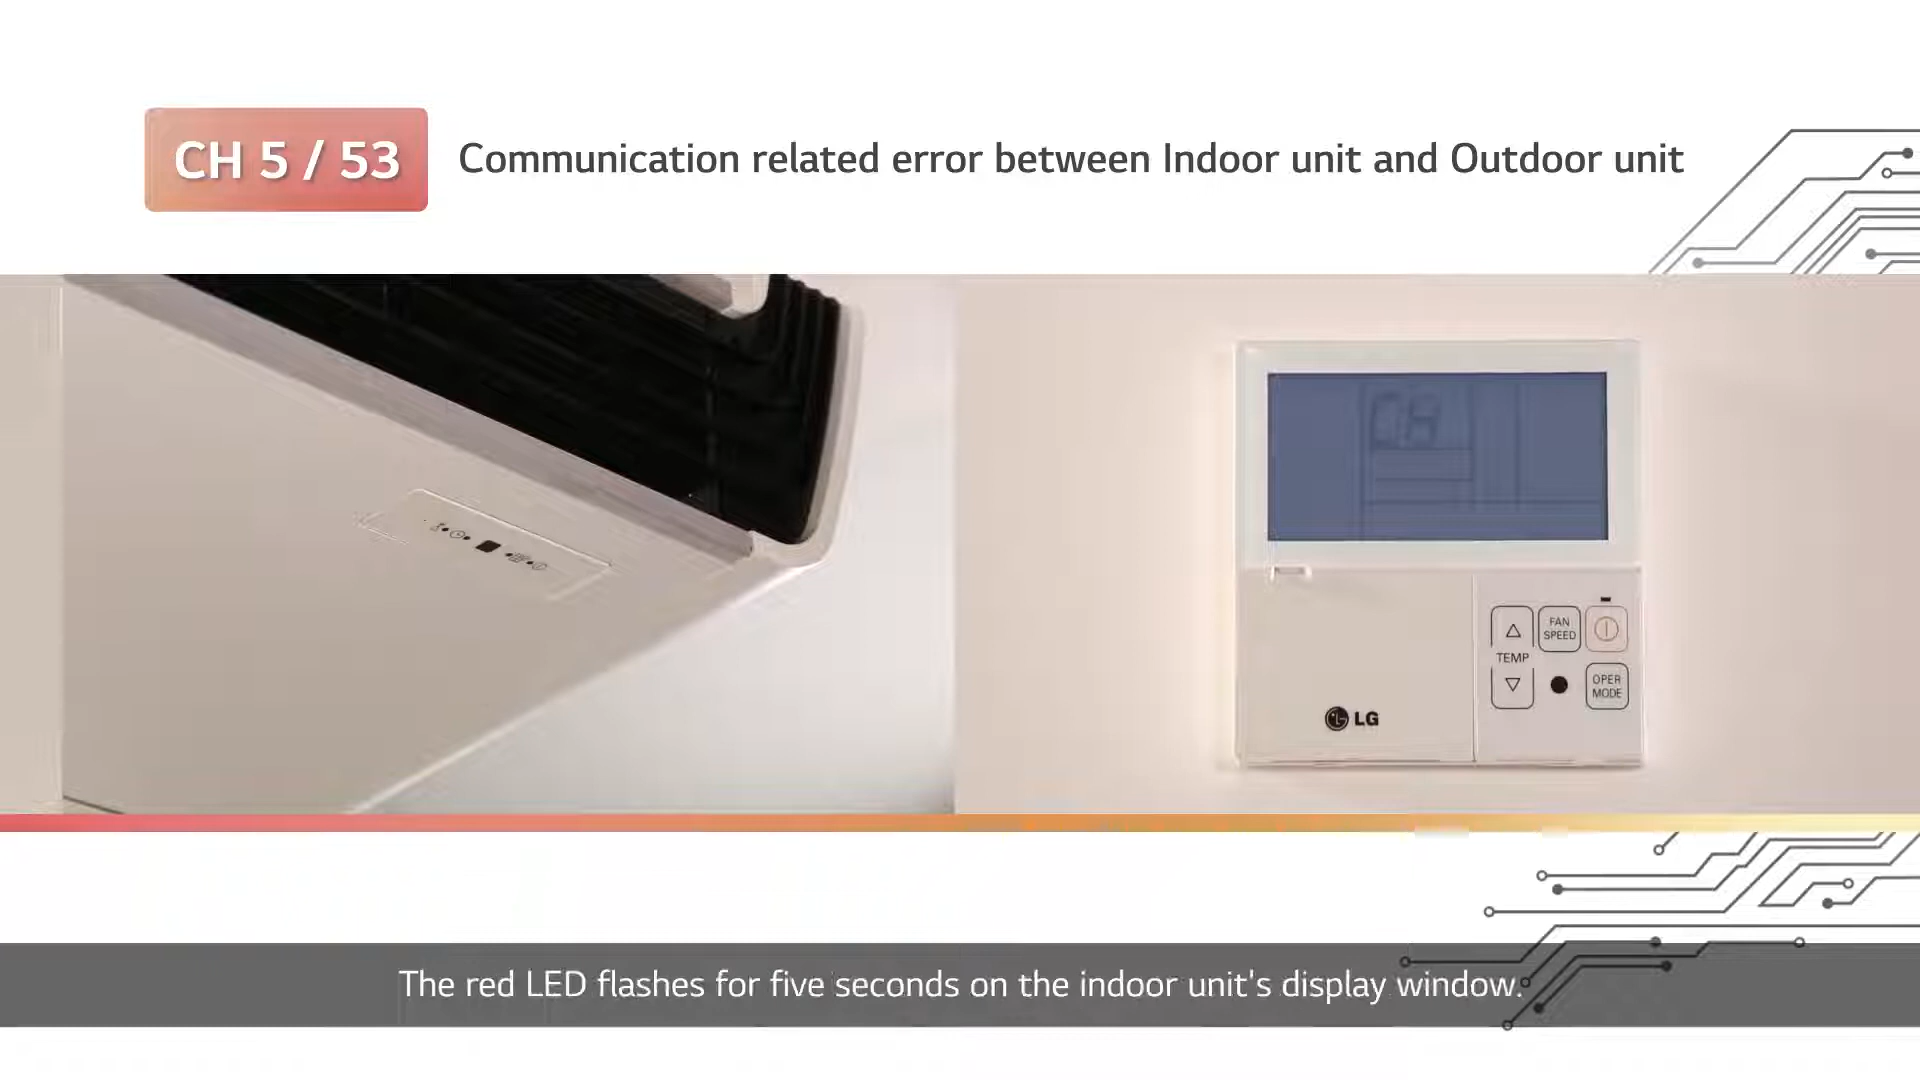 CH 5 / 53
Communication related error between Indoor unit and Outdoor unit
FAN
SPEED
TEMP
OPER
MODE
LG
The red LED flashes for five seconds on the indoor unit's display window.